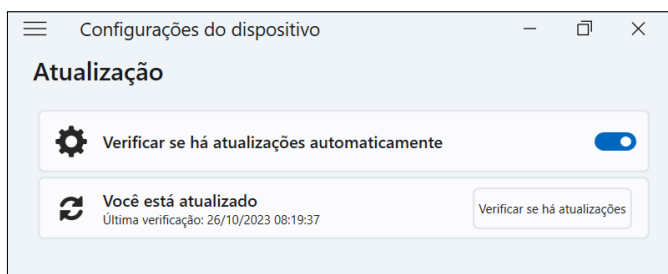 Configurações do dispositivo
Atualização
Verificar se há atualizações automaticamente
Você está atualizado
Última verificação: 26/10/2023 08:19:37
Verificar se há atualizações